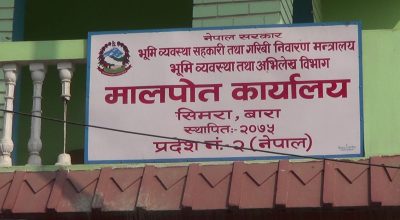 नेपाल सरकार
भूमि व्यवस्था सहकारी तथा गरिबी निवारण मन्त्रालय
भूमि व्यवस्था तथा अभिलेख विभाग
मालपोत कार्यालय
सिमरा, बारा
स्थापितः-२०७५
प्रदेश नं.-२ (नेपाल)